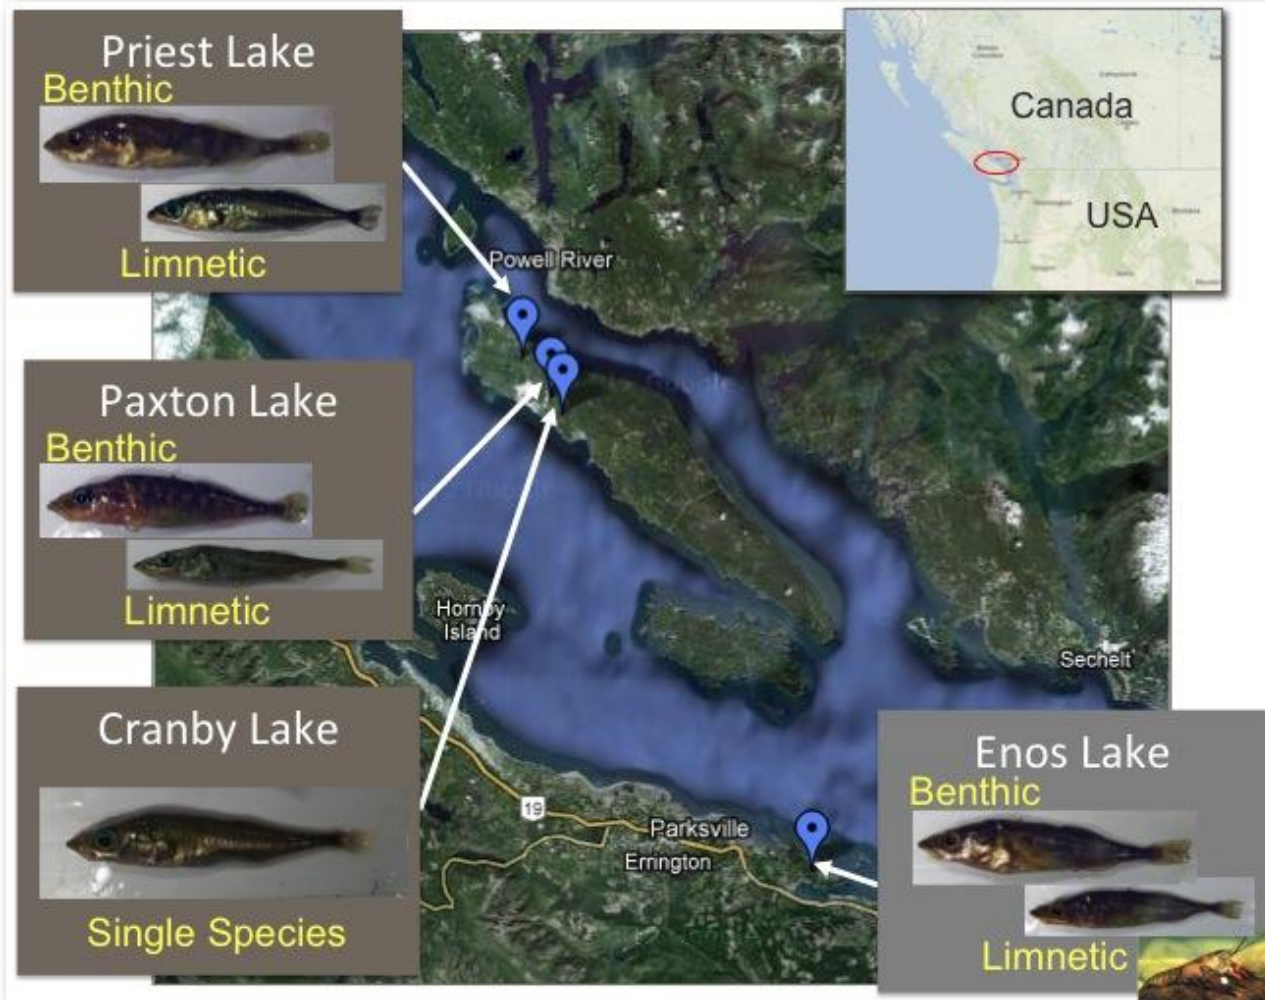 Priest Lake
Benthic
Limnetic
Canada
USA
Powell River
Paxton Lake
Benthic
Limnetic
Hornby
Island
Sechelt
Cranby Lake
Single Species
19
Parksville
Errington
Enos Lake
Benthic
Limnetic